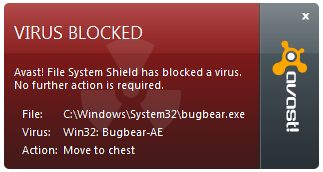 VIRUS BLOCKED
x
Avast! File System Shield has blocked a virus.
No further action is required.
File: C:\Windows\System32\bugbear.exe
Virus: Win32: Bugbear-AE
Action: Move to chest
avast!